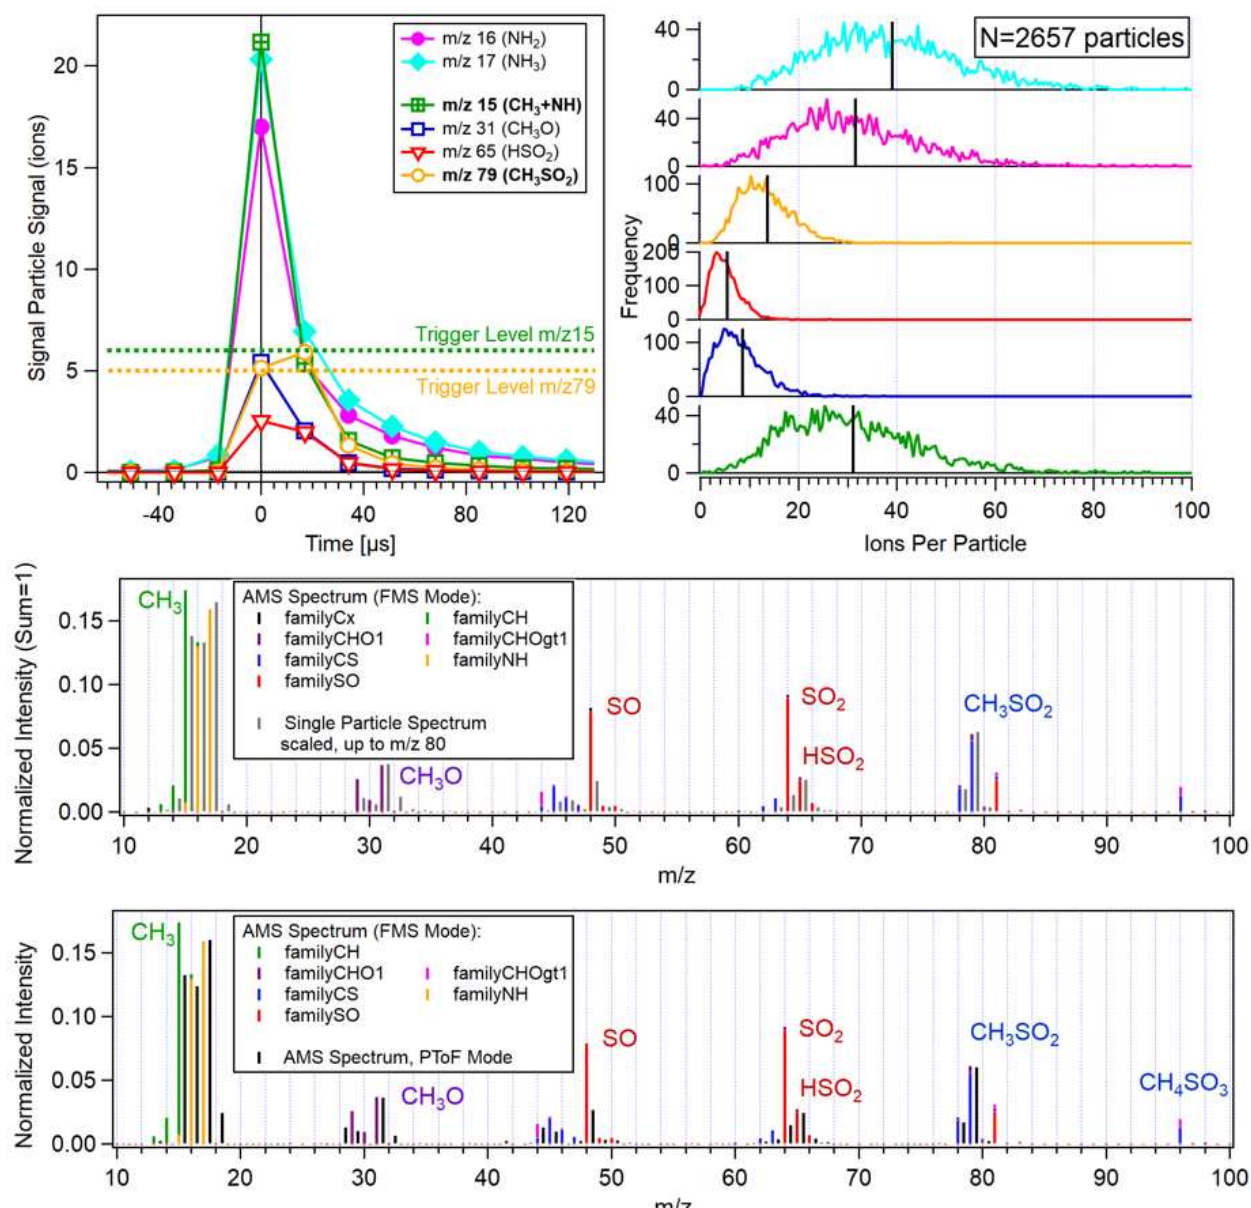 20
15
10
5
0
Signal Particle Signal (ions)
m/z 16 (NH₂)
m/z 17 (NH₃)
m/z 15 (CH₃+NH)
m/z 31 (CH₃O)
m/z 65 (HSO₂)
m/z 79 (CH₃SO₂)
Trigger Level m/z15
Trigger Level m/z79
-40 0 40 80 120
Time [µs]
N=2657 particles
40
0
40
0
100
0
200
100
0
100
0
40
0
Frequency
0 20 40 60 80 100
Ions Per Particle
Normalized Intensity (Sum=1)
0.15
0.10
0.05
0.00
CH₃
AMS Spectrum (FMS Mode):
familyCx familyCH
familyCHO1 familyCHOgt1
familyCS familyNH
familySO
Single Particle Spectrum
scaled, up to m/z 80
CH₃O
SO
SO₂
HSO₂
CH₃SO₂
10 20 30 40 50 60 70 80 90 100
m/z
Normalized Intensity
0.15
0.10
0.05
0.00
CH₃
AMS Spectrum (FMS Mode):
familyCH
familyCHO1 familyCHOgt1
familyCS familyNH
familySO
AMS Spectrum, PToF Mode
CH₃O
SO
SO₂
HSO₂
CH₃SO₂
CH₄SO₃
10 20 30 40 50 60 70 80 90 100
m/z